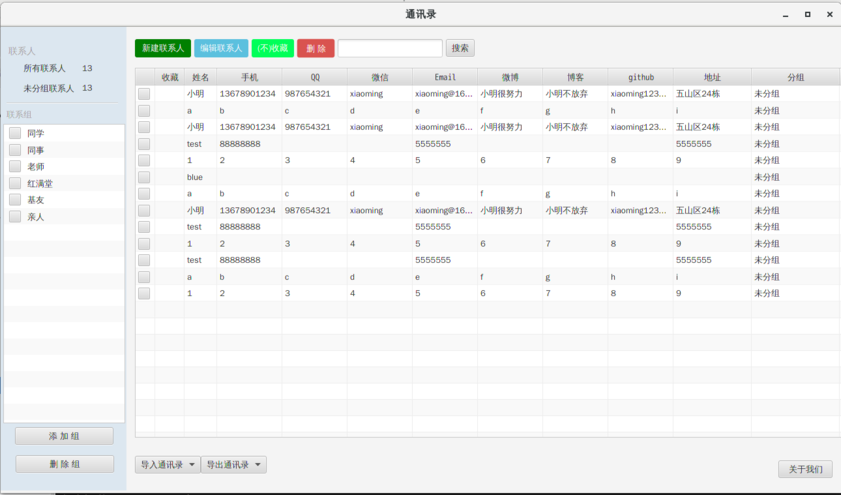 通讯录
联系人
所有联系人 13
未分组联系人 13
联系组
同学
同事
老师
红满堂
基友
亲人
添 加 组
删 除 组
新建联系人 编辑联系人 (不)收藏 删 除 搜索
收藏 姓名 手机 QQ 微信 Email 微博 博客 github 地址 分组
小明 13678901234 987654321 xiaoming xiaoming@16... 小明很努力 小明不放弃 xiaoming123... 五山区24栋 未分组
a b c d e f g h i 未分组
小明 13678901234 987654321 xiaoming xiaoming@16... 小明很努力 小明不放弃 xiaoming123... 五山区24栋 未分组
test 88888888 5555555 5555555 未分组
1 2 3 4 5 6 7 8 9 未分组
blue 未分组
a b c d e f g h i 未分组
小明 13678901234 987654321 xiaoming xiaoming@16... 小明很努力 小明不放弃 xiaoming123... 五山区24栋 未分组
test 88888888 5555555 5555555 未分组
1 2 3 4 5 6 7 8 9 未分组
test 88888888 5555555 5555555 未分组
a b c d e f g h i 未分组
1 2 3 4 5 6 7 8 9 未分组
导入通讯录 导出通讯录
关于我们